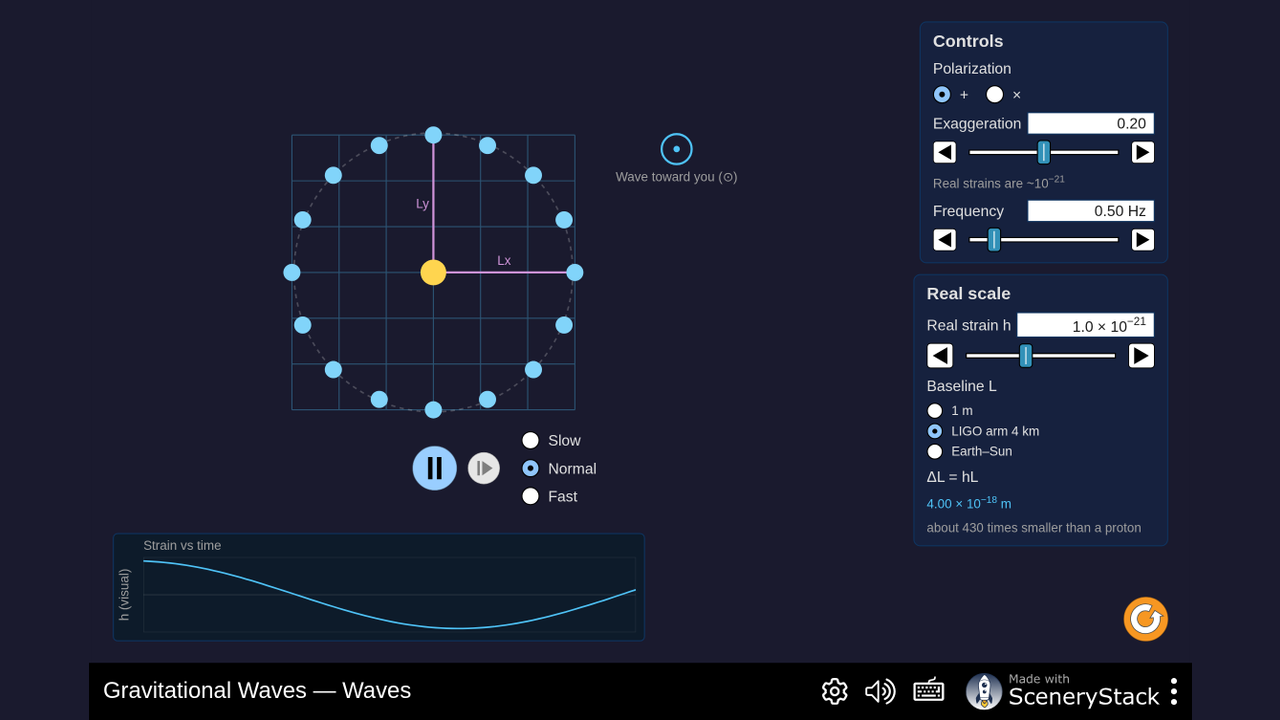 Controls
Polarization
+ ×
Exaggeration 0.20
Real strains are ~10⁻²¹
Frequency 0.50 Hz
Ly
Lx
Wave toward you (⊙)
Real scale
Real strain h 1.0 × 10⁻²¹
Baseline L
1 m
LIGO arm 4 km
Earth–Sun
ΔL = hL
4.00 × 10⁻¹⁸ m
about 430 times smaller than a proton
Slow
Normal
Fast
Strain vs time
h (visual)
Gravitational Waves — Waves
Made with
SceneryStack